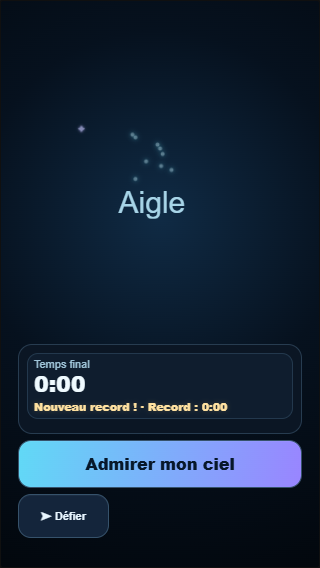 Aigle
Temps final
0:00
Nouveau record ! · Record : 0:00
Admirer mon ciel
➤ Défier